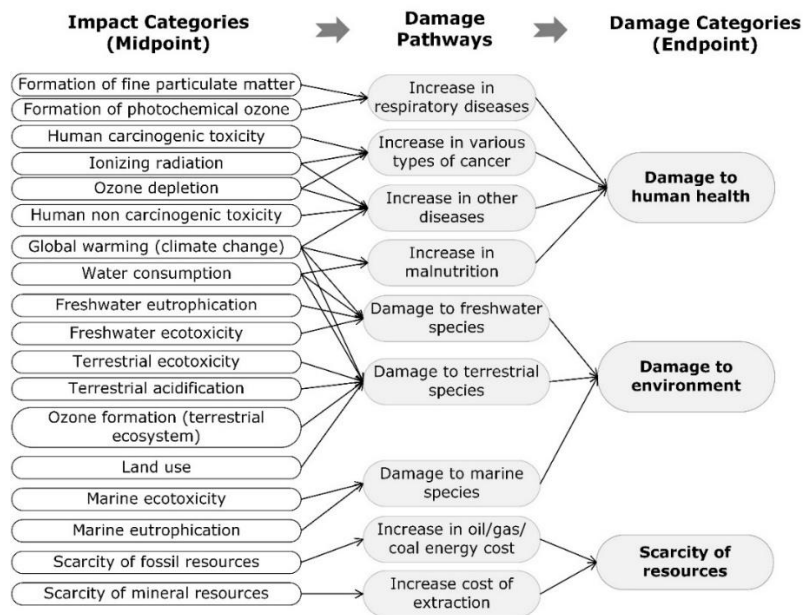 Impact Categories
(Midpoint)
Damage
Pathways
Damage Categories
(Endpoint)
Formation of fine particulate matter
Formation of photochemical ozone
Human carcinogenic toxicity
Ionizing radiation
Ozone depletion
Human non carcinogenic toxicity
Global warming (climate change)
Water consumption
Freshwater eutrophication
Freshwater ecotoxicity
Terrestrial ecotoxicity
Terrestrial acidification
Ozone formation (terrestrial
ecosystem)
Land use
Marine ecotoxicity
Marine eutrophication
Scarcity of fossil resources
Scarcity of mineral resources
Increase in
respiratory diseases
Increase in various
types of cancer
Increase in other
diseases
Increase in
malnutrition
Damage to freshwater
species
Damage to terrestrial
species
Damage to marine
species
Increase in oil/gas/
coal energy cost
Increase cost of
extraction
Damage to
human health
Damage to
environment
Scarcity of
resources